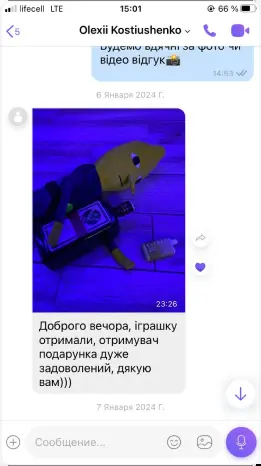 lifecell LTE 15:01 66 %
5 Olexii Kostiushenko
Будемо вдячні за фото чи
відео відгук📸
14:53
6 Января 2024 г.
23:26
Доброго вечора, іграшку
отримали, отримувач
подарунка дуже
задоволений, дякую
вам)))
7 Января 2024 г.
Сообщение...